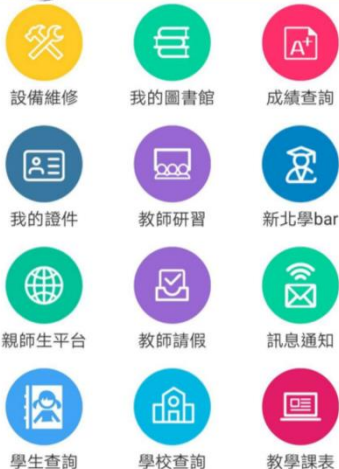 設備維修
我的圖書館
A+
成績查詢
我的證件
教師研習
新北學bar
親師生平台
教師請假
訊息通知
學生查詢
學校查詢
教學課表